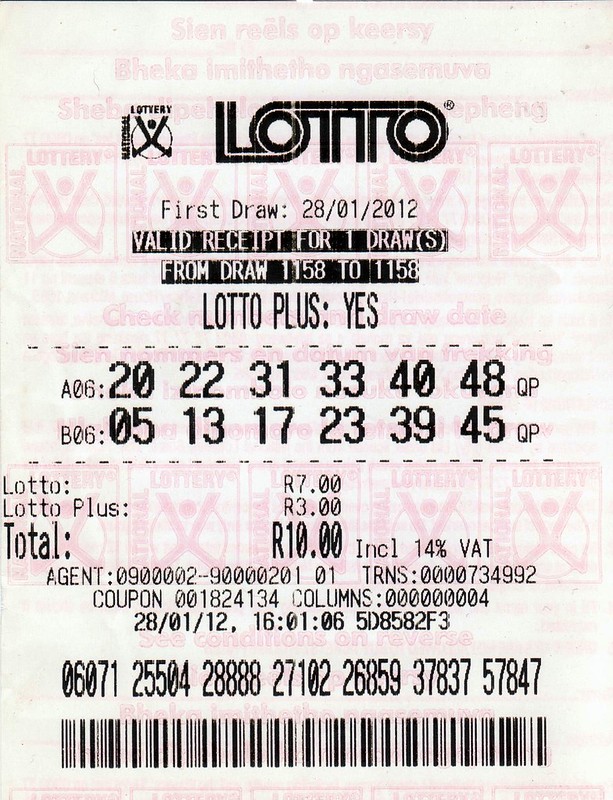 Sien reëls op keersy
Bheka imithetho ngasemuva
NATIONAL LOTTERY
LOTTO®
First Draw: 28/01/2012
VALID RECEIPT FOR 1 DRAW(S)
FROM DRAW 1158 TO 1158
LOTTO PLUS: YES
A06:20 22 31 33 40 48 QP
B06:05 13 17 23 39 45 QP
Lotto: R7.00
Lotto Plus: R3.00
Total: R10.00 Incl 14% VAT
AGENT:0900002-90000201 01 TRNS:0000734992
COUPON 001824134 COLUMNS:000000004
28/01/12, 16:01:06 5D8582F3
See conditions on reverse
06071 25504 28888 27102 26859 37837 57847
Bheka imithetho ngasemuva